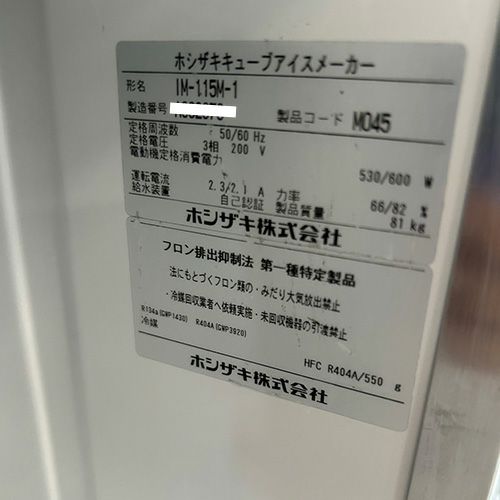 ホシザキキューブアイスメーカー
形名 IM-115M-1
製造番号 製品コード M045
定格周波数 50/60 Hz
定格電圧 3相 200 V
電動機定格消費電力 530/600 W
運転電流 2.3/2.1 A 力率 66/82 %
給水装置 自己認証 製品質量 81 kg
ホシザキ株式会社
フロン排出抑制法 第一種特定製品
法にもとづくフロン類の・みだり大気放出禁止
・冷媒回収業者へ依頼実施・未回収機器の引渡禁止
R134a(GWP1430) R404A(GWP3920)
冷媒 HFC R404A/550 g
ホシザキ株式会社